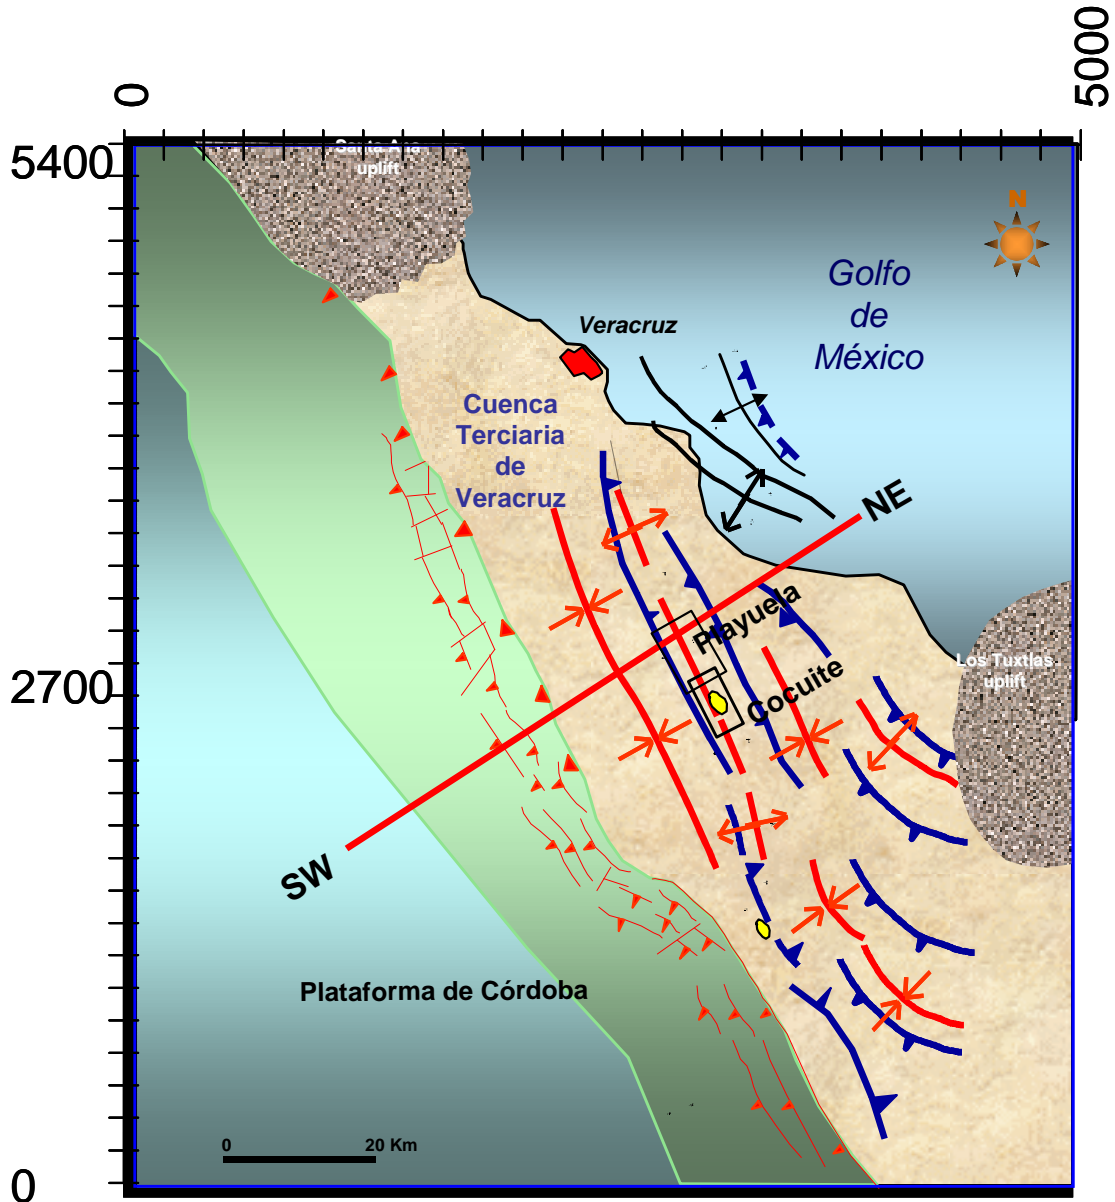 0
5000
5400
Santa Ana
uplift
N
Golfo
de
México
Veracruz
Cuenca
Terciaria
de
Veracruz
NE
Playuela
Los Tuxtlas
uplift
2700
Cocuite
SW
Plataforma de Córdoba
0
20 Km
0